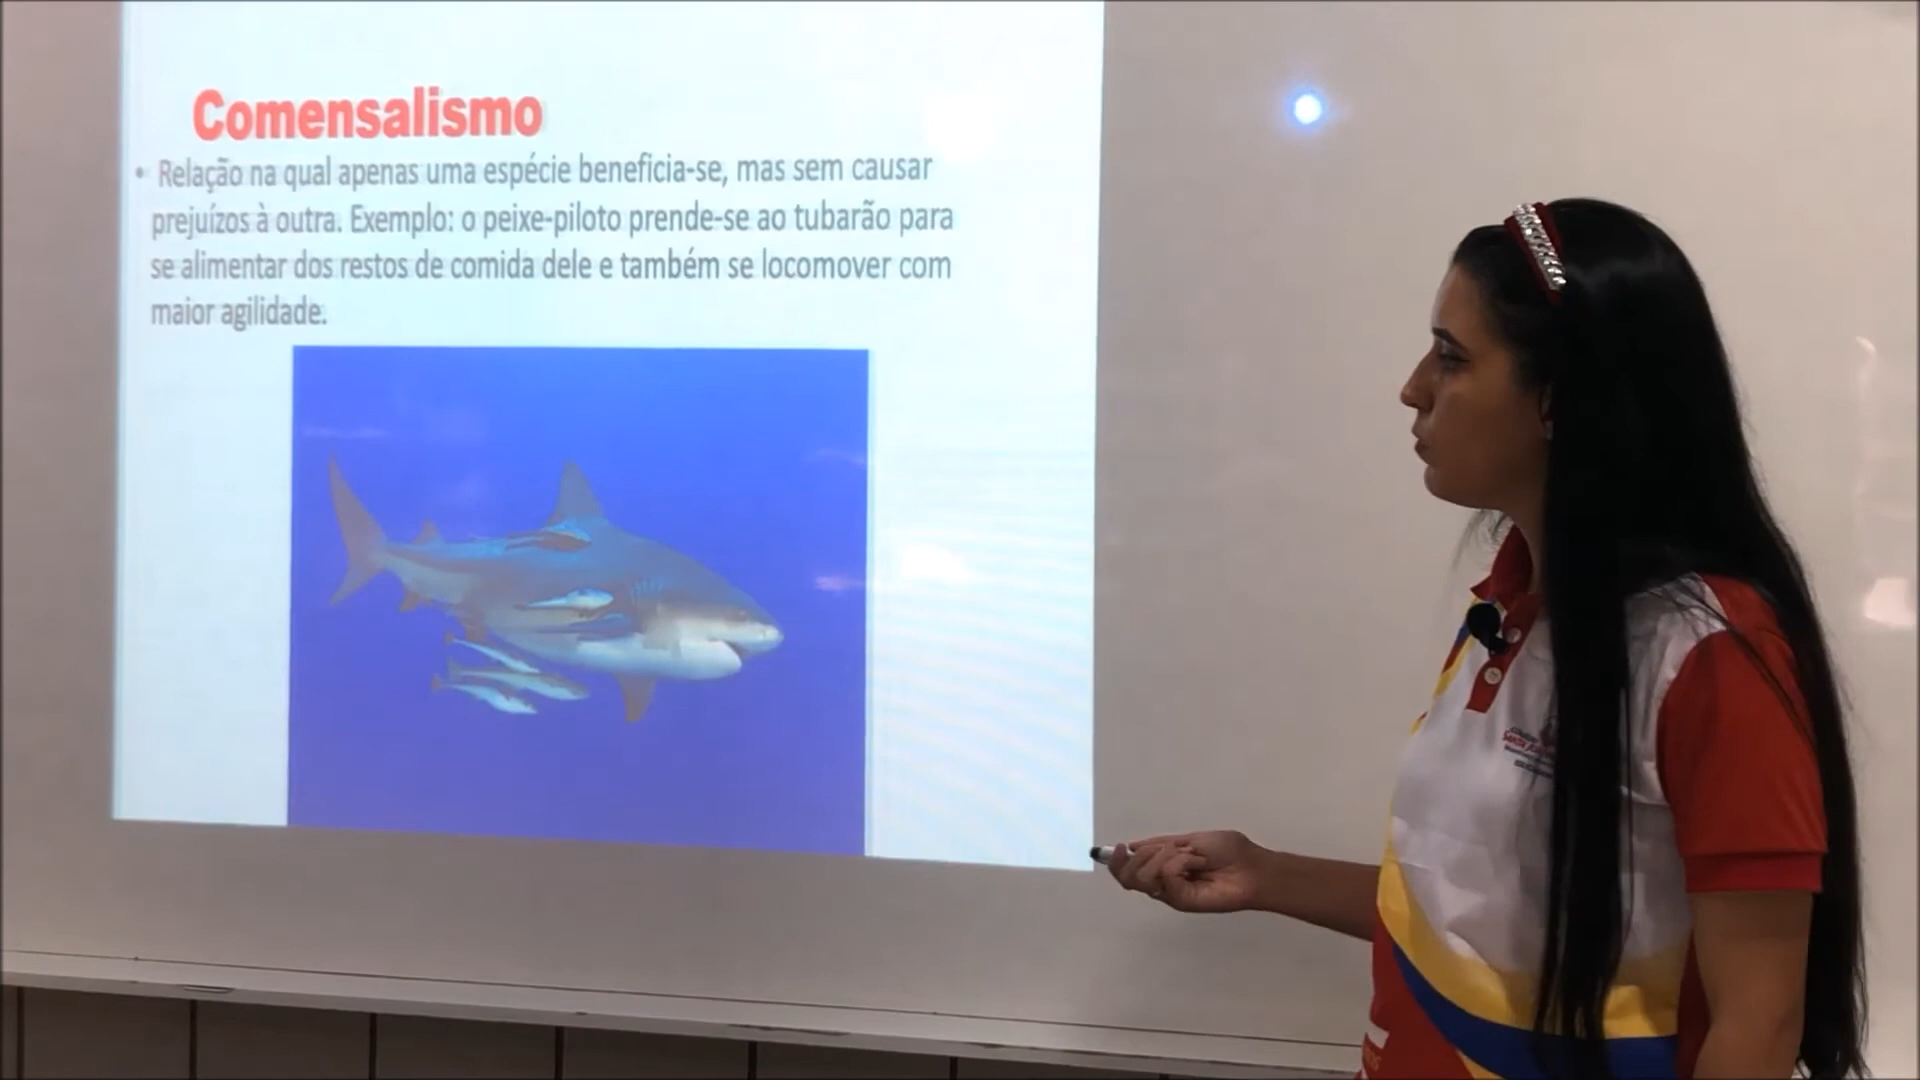 Comensalismo
• Relação na qual apenas uma espécie beneficia-se, mas sem causar
prejuízos à outra. Exemplo: o peixe-piloto prende-se ao tubarão para
se alimentar dos restos de comida dele e também se locomover com
maior agilidade.